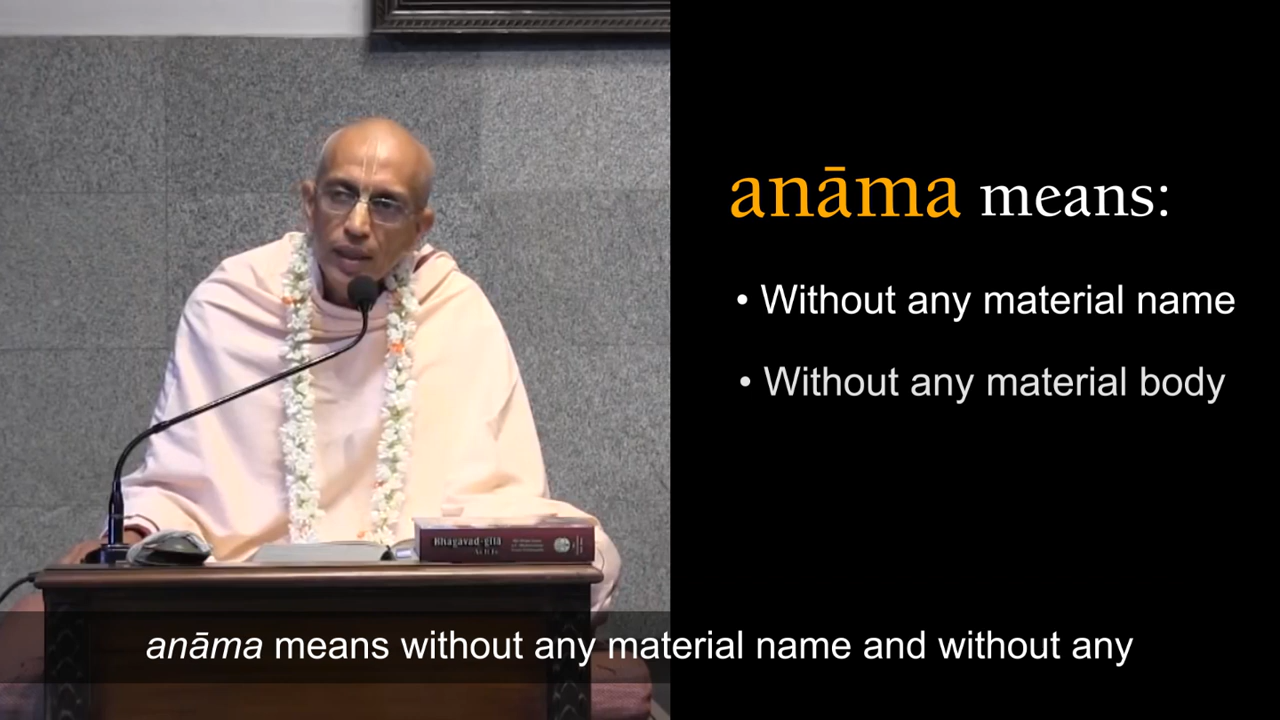 anāma means:
• Without any material name
• Without any material body
Bhagavad-gītā
As It Is
anāma means without any material name and without any